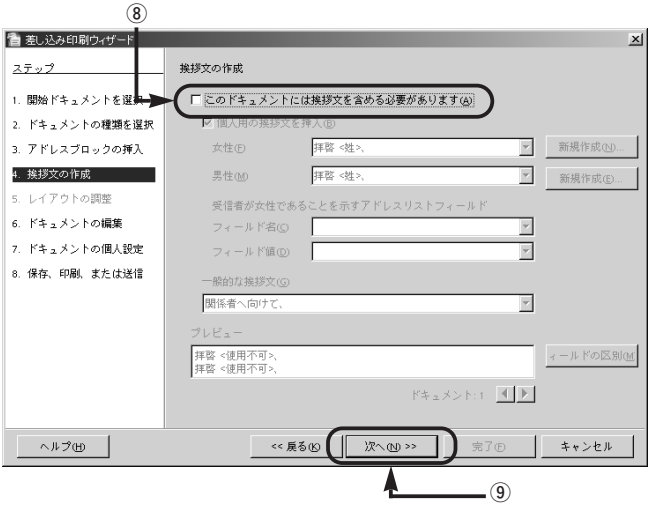 ⑧
差し込み印刷ウィザード
ステップ
1. 開始ドキュメントを選択
2. ドキュメントの種類を選択
3. アドレスブロックの挿入
4. 挨拶文の作成
5. レイアウトの調整
6. ドキュメントの編集
7. ドキュメントの個人設定
8. 保存、印刷、または送信
挨拶文の作成
このドキュメントには挨拶文を含める必要があります(A)
個人用の挨拶文を挿入(B)
女性(F) 拝啓 <姓>、 新規作成(N)...
男性(M) 拝啓 <姓>、 新規作成(E)...
受信者が女性であることを示すアドレスリストフィールド
フィールド名(C)
フィールド値(D)
一般的な挨拶文(G)
関係者へ向けて、
プレビュー
拝啓 <使用不可>、
拝啓 <使用不可>、
ィールドの区別(M
ドキュメント: 1
ヘルプ(H) << 戻る(K) 次へ(N) >> 完了(F) キャンセル
⑨